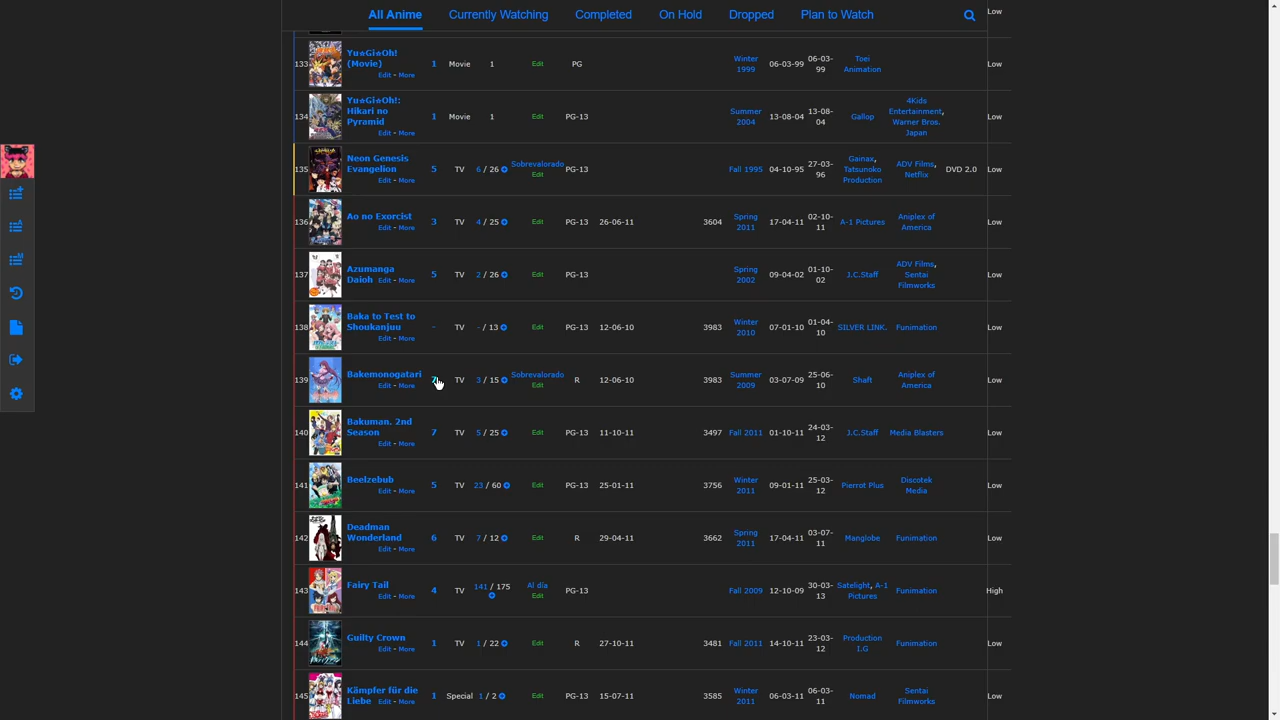 All Anime Currently Watching Completed On Hold Dropped Plan to Watch
Low
133 Yu☆Gi☆Oh! (Movie) Edit - More 1 Movie 1 Edit PG Winter 1999 06-03-99 06-03-99 Toei Animation Low
134 Yu☆Gi☆Oh!: Hikari no Pyramid Edit - More 1 Movie 1 Edit PG-13 Summer 2004 13-08-04 13-08-04 Gallop 4Kids Entertainment, Warner Bros. Japan Low
135 Neon Genesis Evangelion Edit - More 5 TV 6 / 26 Sobrevalorado Edit PG-13 Fall 1995 04-10-95 27-03-96 Gainax, Tatsunoko Production ADV Films, Netflix DVD 2.0 Low
136 Ao no Exorcist Edit - More 3 TV 4 / 25 Edit PG-13 26-06-11 3604 Spring 2011 17-04-11 02-10-11 A-1 Pictures Aniplex of America Low
137 Azumanga Daioh Edit - More 5 TV 2 / 26 Edit PG-13 Spring 2002 09-04-02 01-10-02 J.C.Staff ADV Films, Sentai Filmworks Low
138 Baka to Test to Shoukanjuu Edit - More - TV - / 13 Edit PG-13 12-06-10 3983 Winter 2010 07-01-10 01-04-10 SILVER LINK. Funimation Low
139 Bakemonogatari Edit - More TV 3 / 15 Sobrevalorado Edit R 12-06-10 3983 Summer 2009 03-07-09 25-06-10 Shaft Aniplex of America Low
140 Bakuman. 2nd Season Edit - More 7 TV 5 / 25 Edit PG-13 11-10-11 3497 Fall 2011 01-10-11 24-03-12 J.C.Staff Media Blasters Low
141 Beelzebub Edit - More 5 TV 23 / 60 Edit PG-13 25-01-11 3756 Winter 2011 09-01-11 25-03-12 Pierrot Plus Discotek Media Low
142 Deadman Wonderland Edit - More 6 TV 7 / 12 Edit R 29-04-11 3662 Spring 2011 17-04-11 03-07-11 Manglobe Funimation Low
143 Fairy Tail Edit - More 4 TV 141 / 175 Al día Edit PG-13 Fall 2009 12-10-09 30-03-13 Satelight, A-1 Pictures Funimation High
144 Guilty Crown Edit - More 1 TV 1 / 22 Edit R 27-10-11 3481 Fall 2011 14-10-11 23-03-12 Production I.G Funimation Low
145 Kämpfer für die Liebe Edit - More 1 Special 1 / 2 Edit PG-13 15-07-11 3585 Winter 2011 06-03-11 06-03-11 Nomad Sentai Filmworks Low